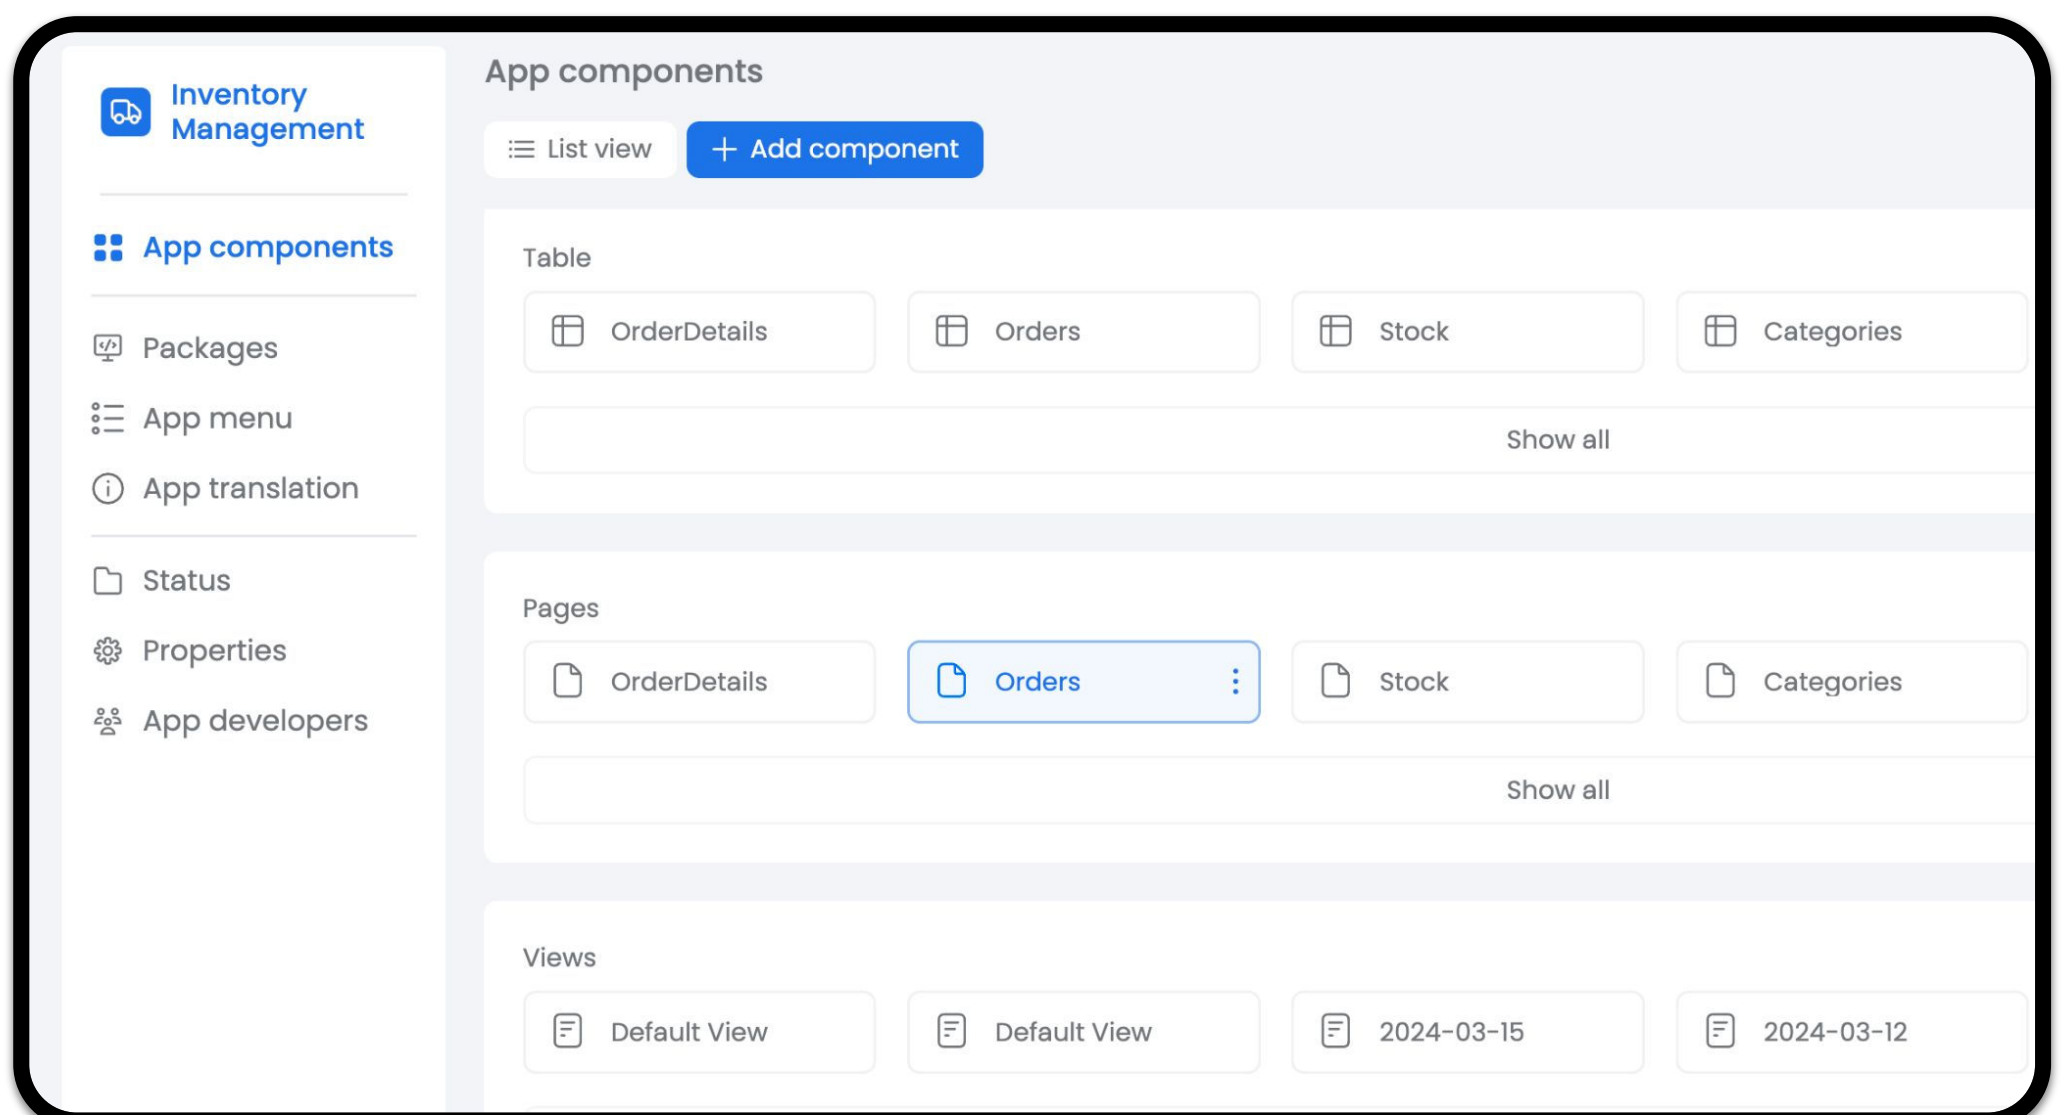 Inventory
Management
App components
Packages
App menu
App translation
Status
Properties
App developers
App components
List view
Add component
Table
OrderDetails
Orders
Stock
Categories
Show all
Pages
OrderDetails
Orders
Stock
Categories
Show all
Views
Default View
Default View
2024-03-15
2024-03-12